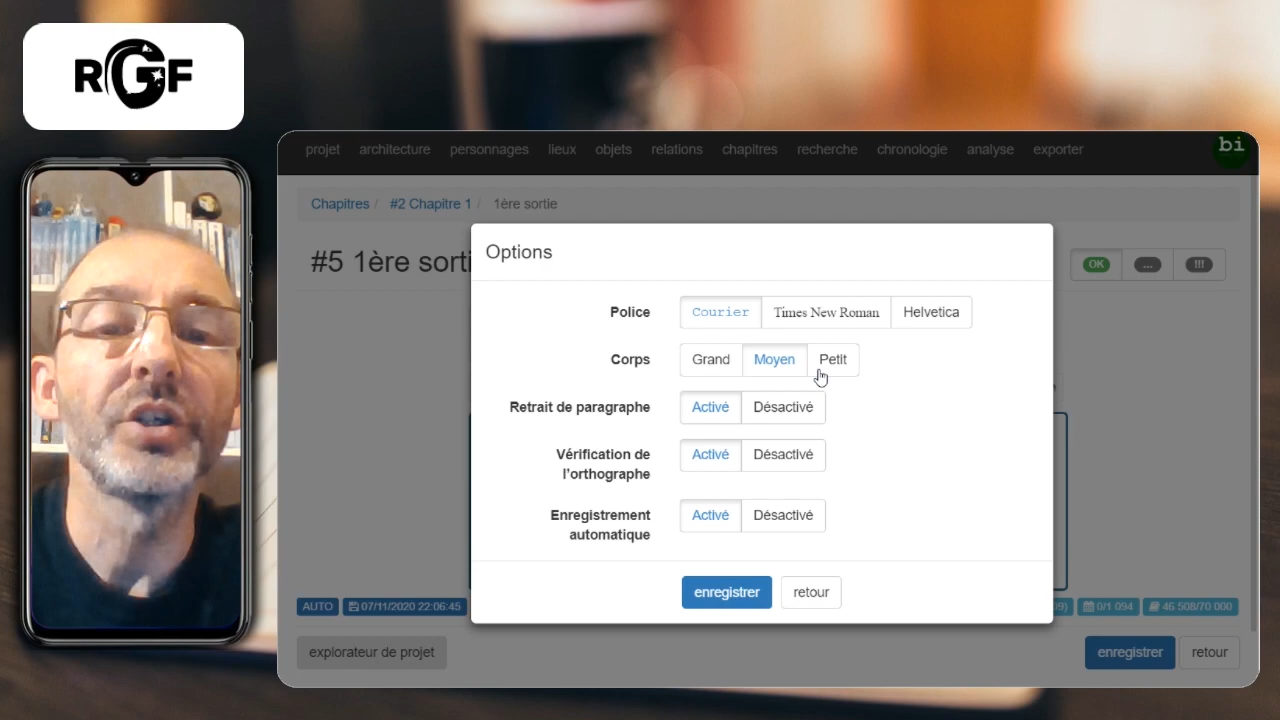 RGF
projet architecture personnages lieux objets relations chapitres recherche chronologie analyse exporter
bi
Chapitres / #2 Chapitre 1 / 1ére sortie
#5 1ère sorti
OK ... !!!
Options
Police Courier Times New Roman Helvetica
Corps Grand Moyen Petit
Retrait de paragraphe Activé Désactivé
Vérification de
l'orthographe Activé Désactivé
Enregistrement
automatique Activé Désactivé
enregistrer retour
AUTO 07/11/2020 22:06:45 09) 0/1 094 46 508/70 000
explorateur de projet enregistrer retour